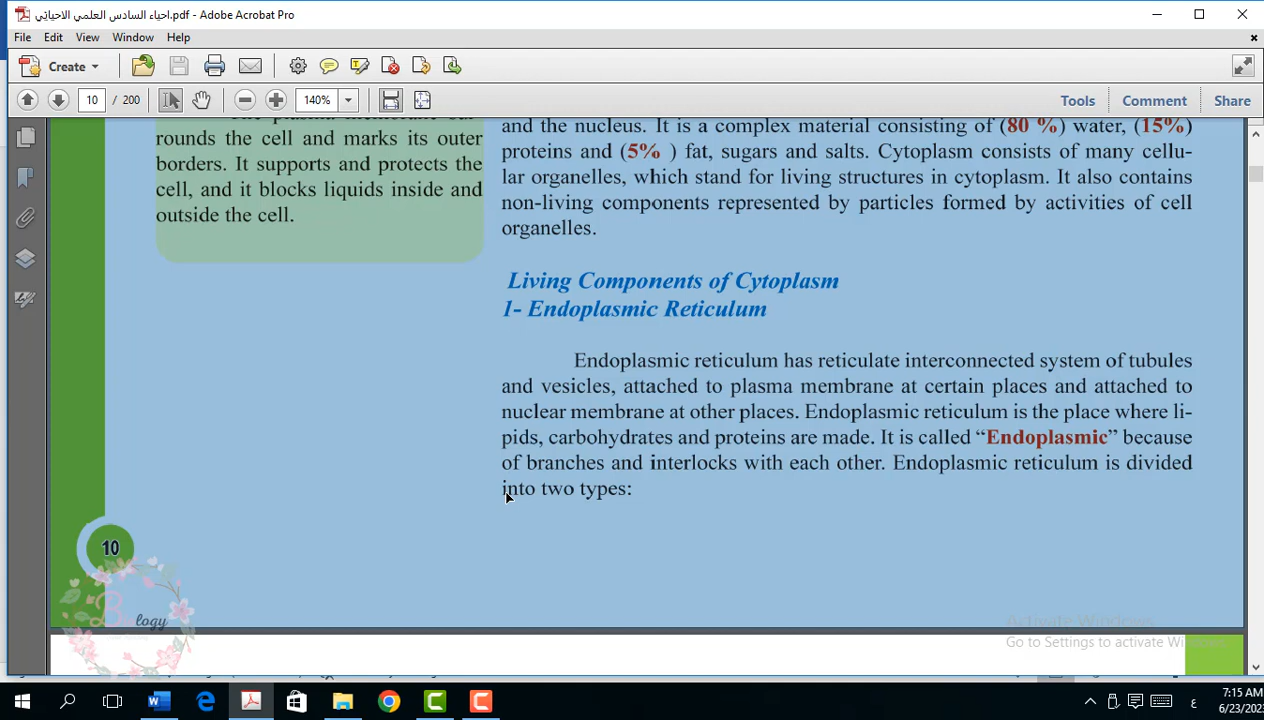 احياء السادس العلمي الاحيائي.pdf - Adobe Acrobat Pro
File Edit View Window Help
Create
10 / 200 140% Tools Comment Share
rounds the cell and marks its outer
borders. It supports and protects the
cell, and it blocks liquids inside and
outside the cell.
and the nucleus. It is a complex material consisting of (80 %) water, (15%)
proteins and (5% ) fat, sugars and salts. Cytoplasm consists of many cellu-
lar organelles, which stand for living structures in cytoplasm. It also contains
non-living components represented by particles formed by activities of cell
organelles.
Living Components of Cytoplasm
1- Endoplasmic Reticulum
Endoplasmic reticulum has reticulate interconnected system of tubules
and vesicles, attached to plasma membrane at certain places and attached to
nuclear membrane at other places. Endoplasmic reticulum is the place where li-
pids, carbohydrates and proteins are made. It is called “Endoplasmic” because
of branches and interlocks with each other. Endoplasmic reticulum is divided
into two types:
10
Biology
Activate Windows
Go to Settings to activate Windows.
ع
7:15 AM